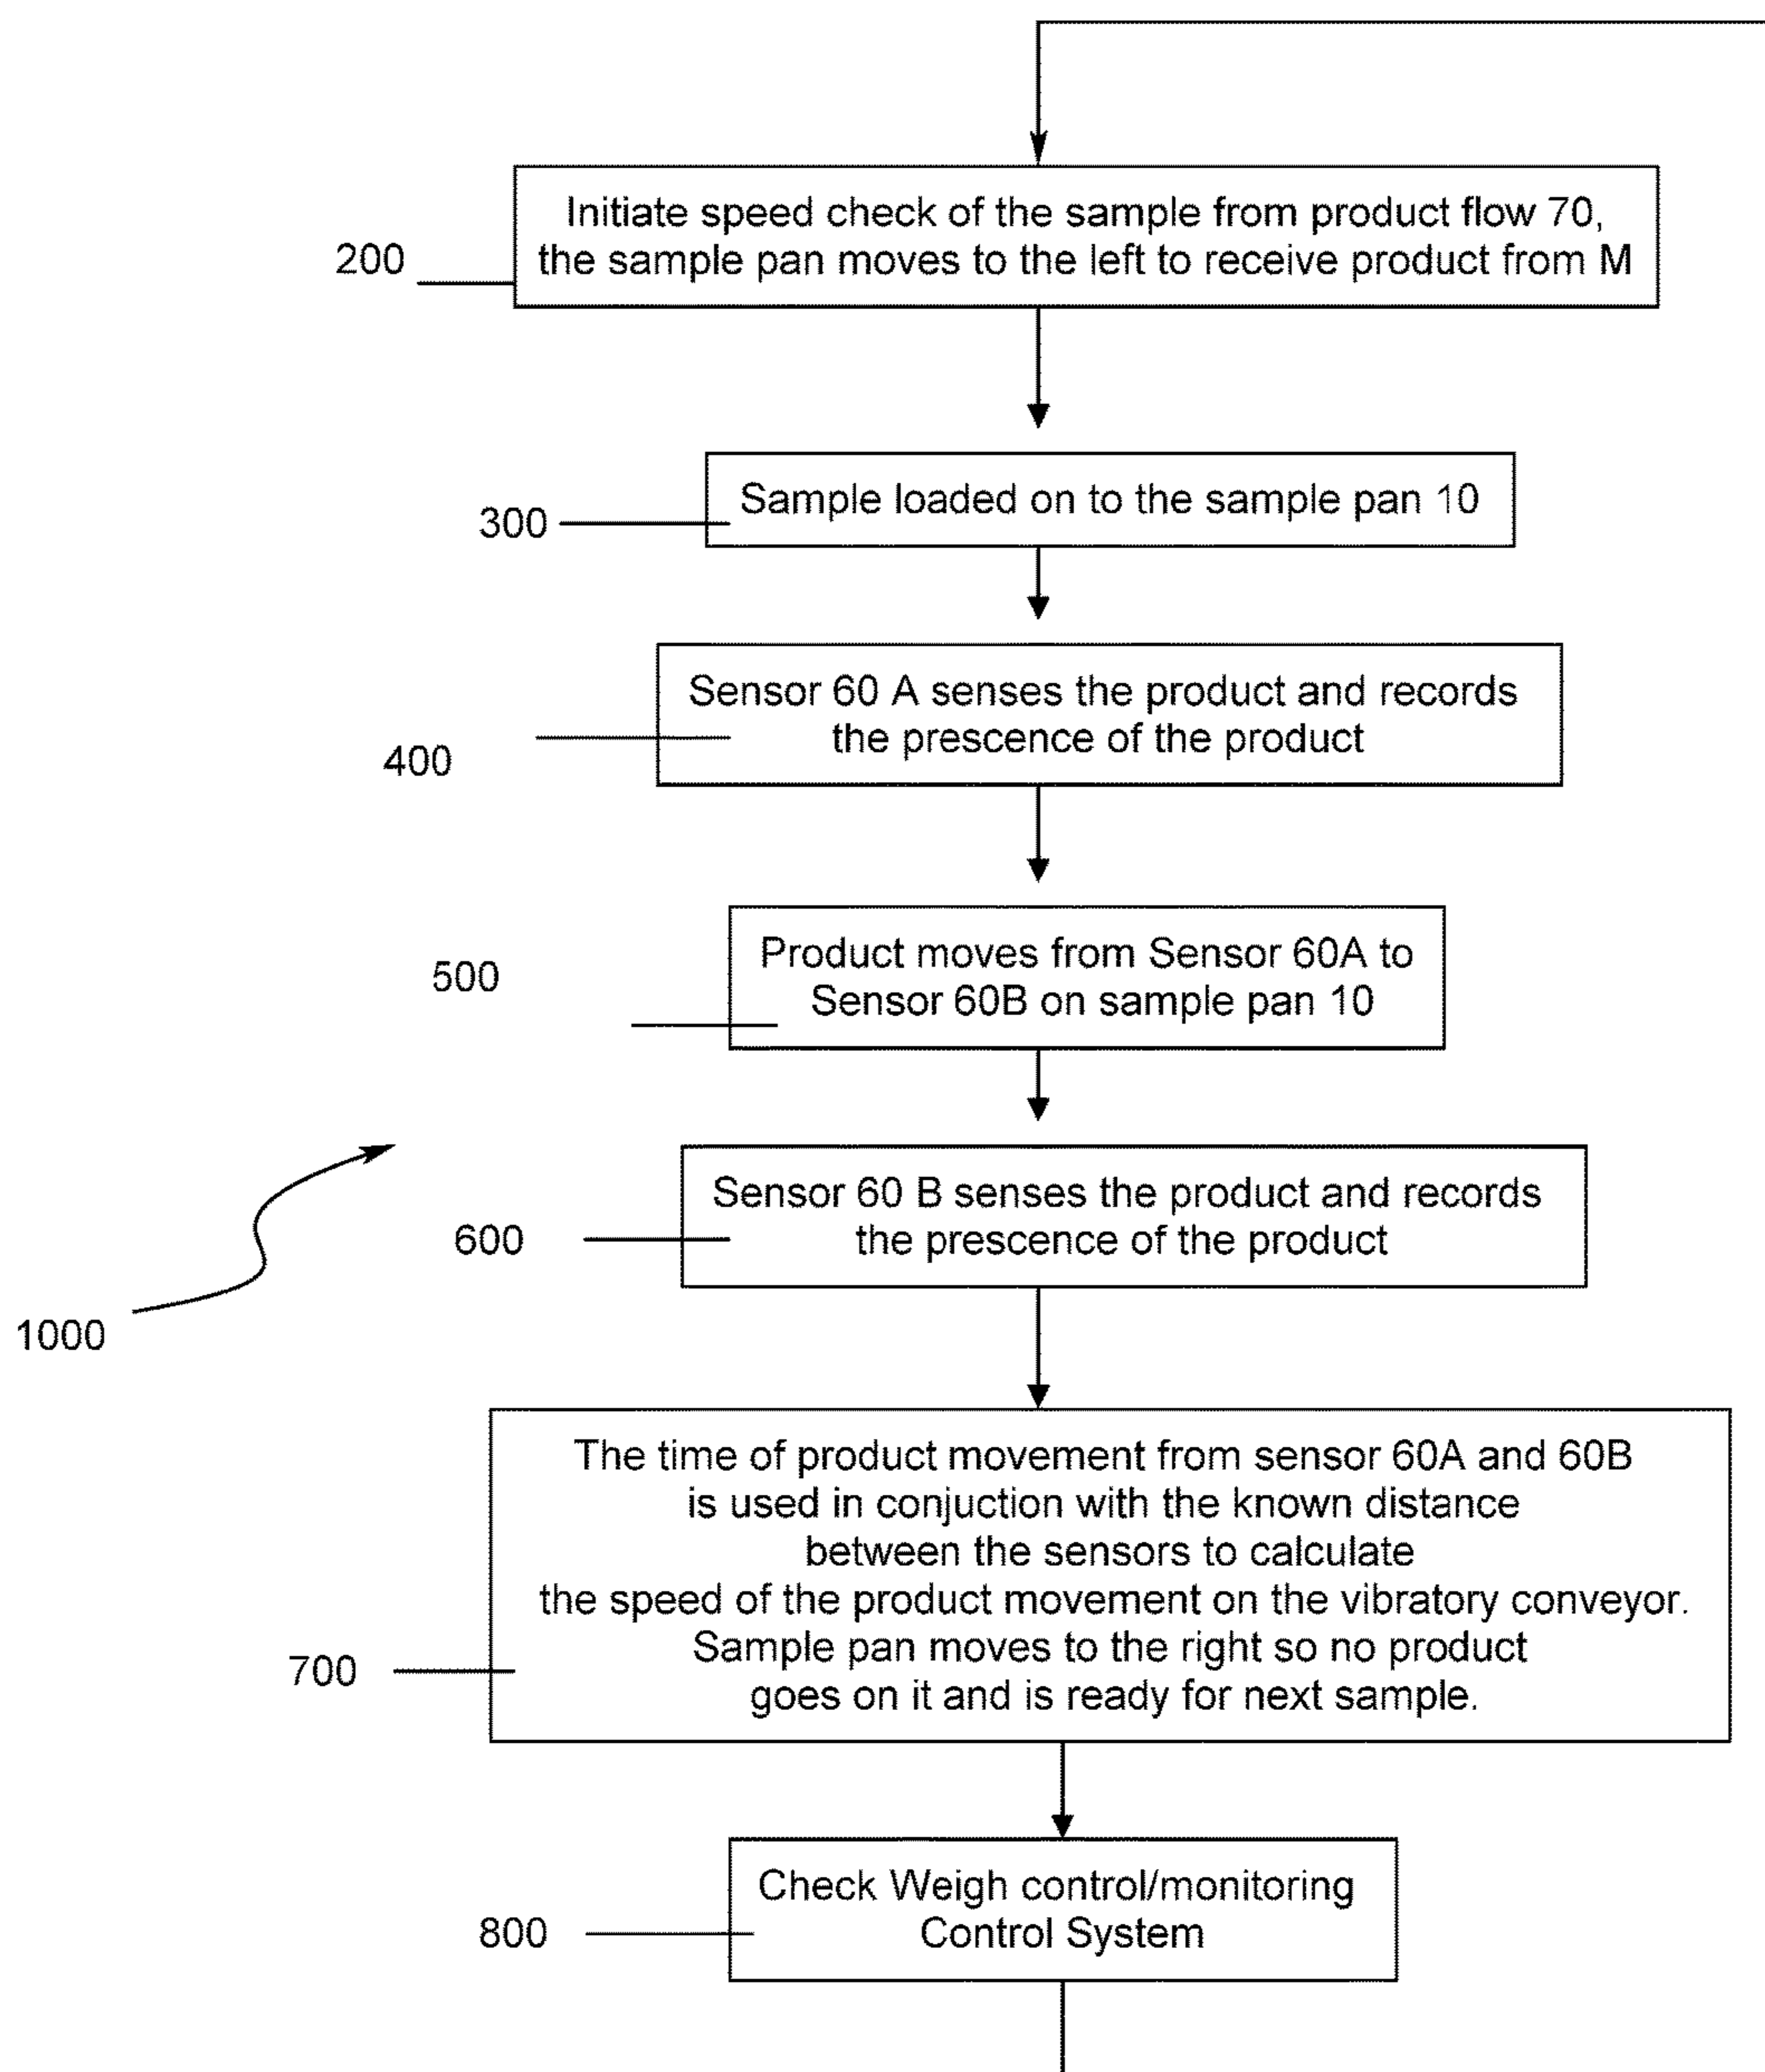 Initiate speed check of the sample from product flow 70,
the sample pan moves to the left to receive product from M
200
Sample loaded on to the sample pan 10
300
Sensor 60 A senses the product and records
the prescence of the product
400
Product moves from Sensor 60A to
Sensor 60B on sample pan 10
500
Sensor 60 B senses the product and records
the prescence of the product
600
1000
The time of product movement from sensor 60A and 60B
is used in conjuction with the known distance
between the sensors to calculate
the speed of the product movement on the vibratory conveyor.
Sample pan moves to the right so no product
goes on it and is ready for next sample.
700
Check Weigh control/monitoring
Control System
800